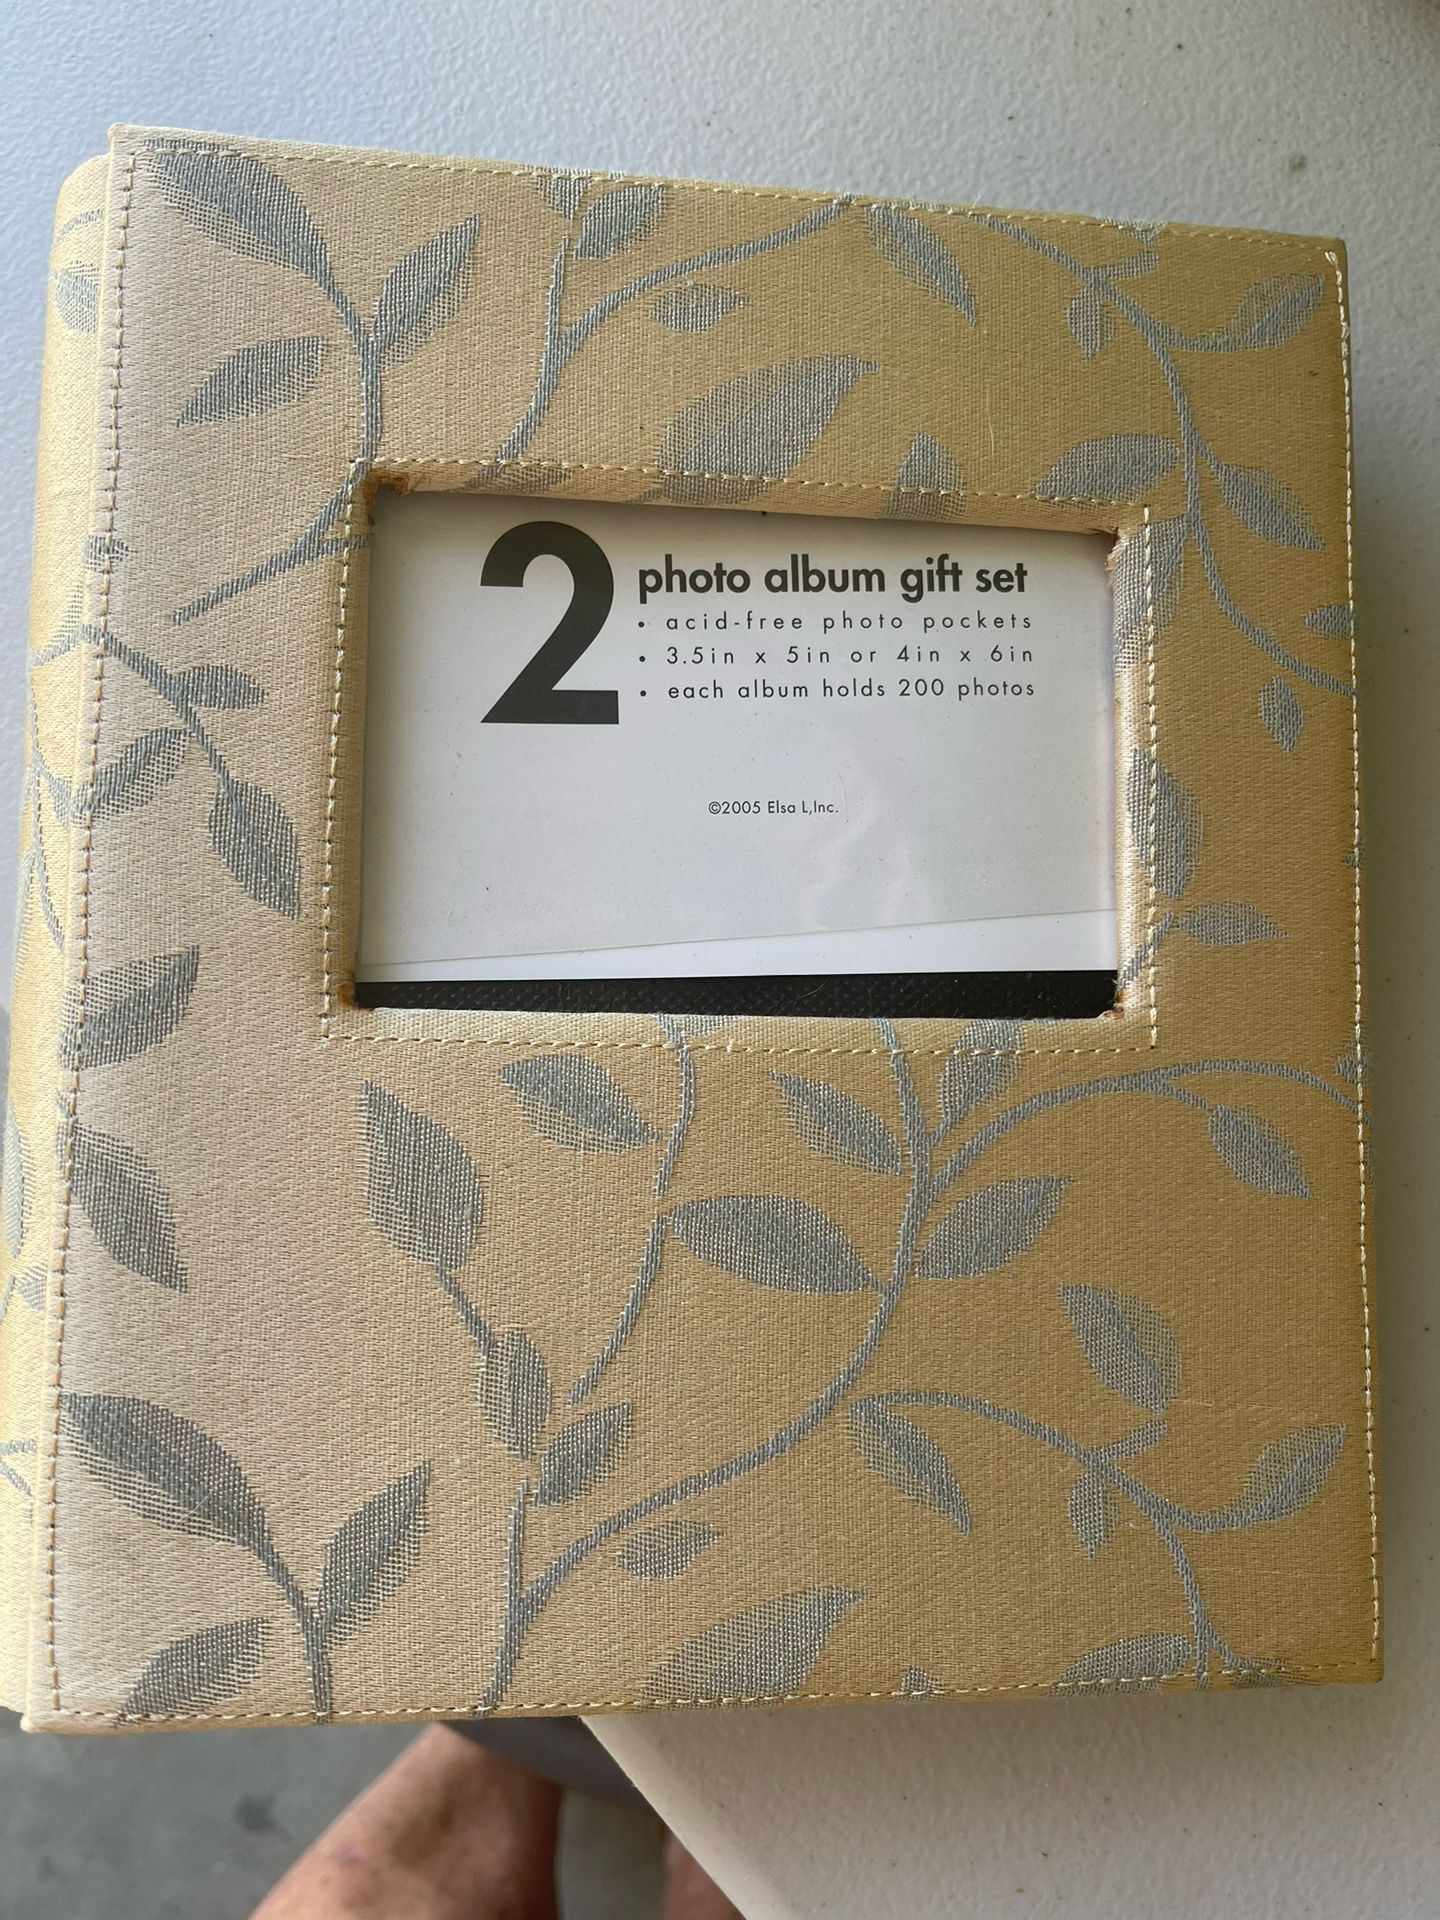 2 photo album gift set
• acid-free photo pockets
• 3.5in x 5in or 4in x 6in
• each album holds 200 photos
©2005 Elsa L,Inc.